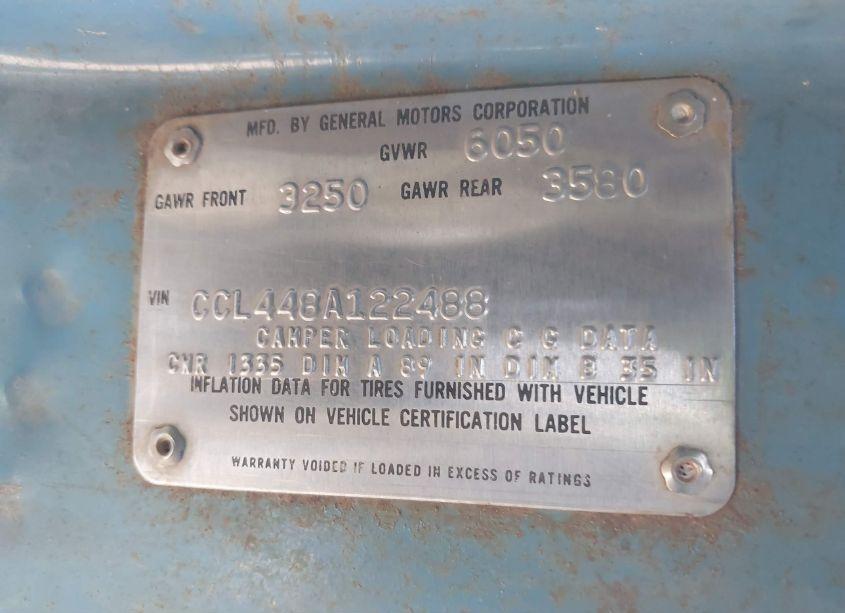 MFD. BY GENERAL MOTORS CORPORATION
GVWR 6050
GAWR FRONT 3250 GAWR REAR 3580
VIN CCL448A122488
CAMPER LOADING C G DATA
CWR 1335 DIM A 89 IN DIM B 35 IN
INFLATION DATA FOR TIRES FURNISHED WITH VEHICLE
SHOWN ON VEHICLE CERTIFICATION LABEL
WARRANTY VOIDED IF LOADED IN EXCESS OF RATINGS